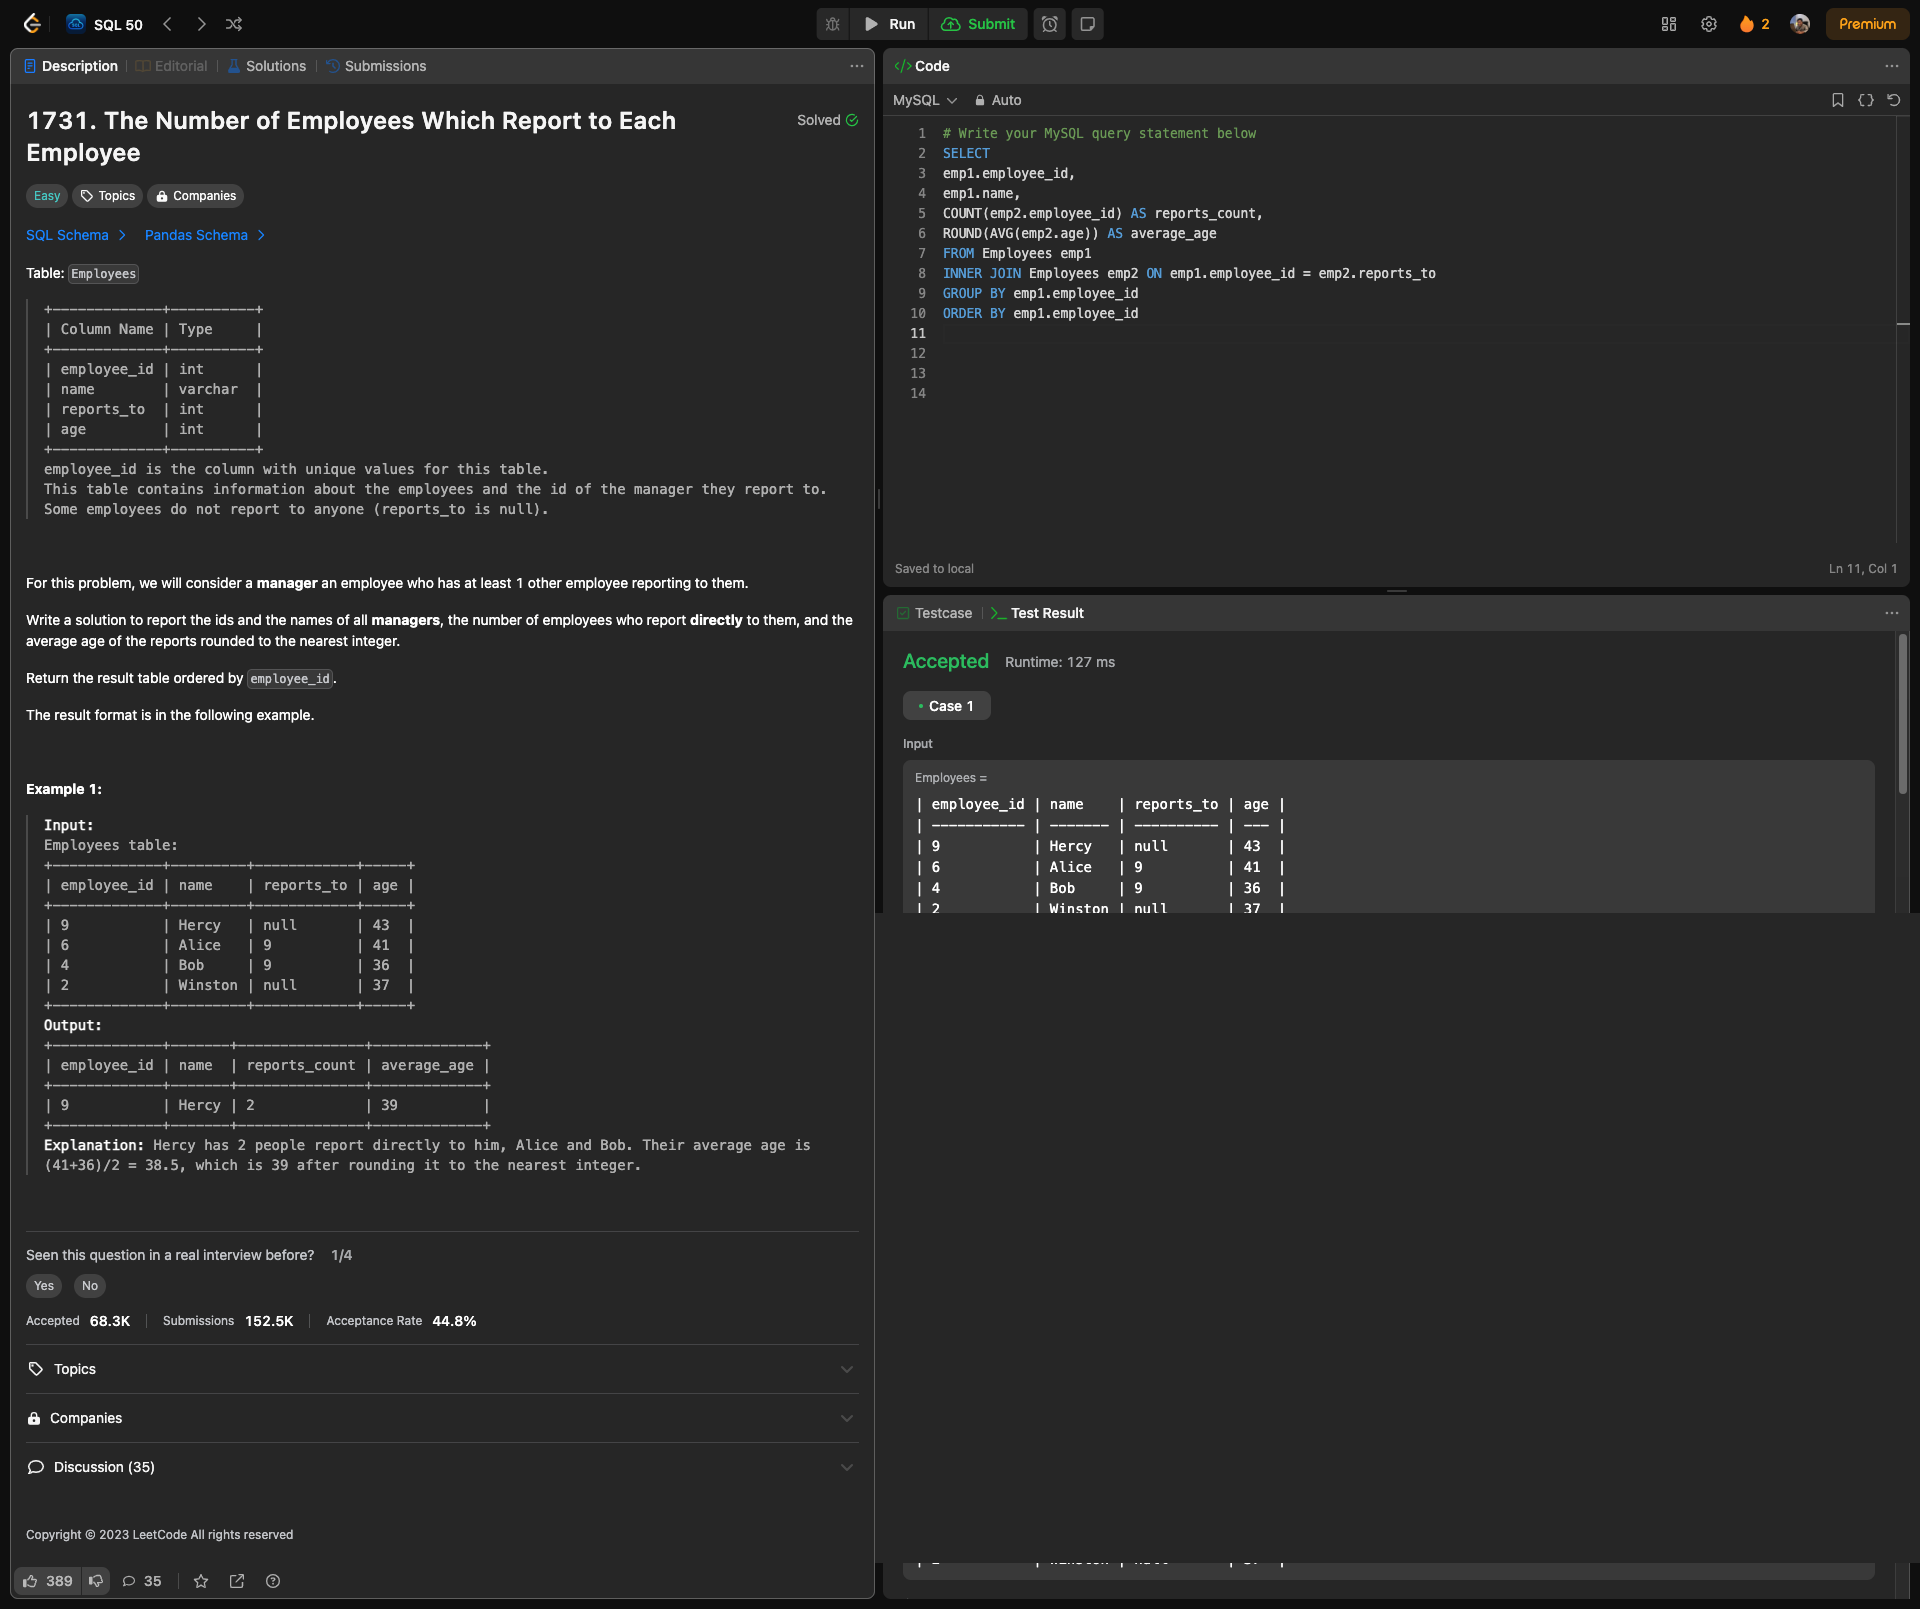 SQL 50
Run
Submit
2
Premium
Description
Editorial
Solutions
Submissions
1731. The Number of Employees Which Report to Each
Employee
Solved
Easy
Topics
Companies
SQL Schema
Pandas Schema
Table: Employees
+-------------+----------+
| Column Name | Type     |
+-------------+----------+
| employee_id | int      |
| name        | varchar  |
| reports_to  | int      |
| age         | int      |
+-------------+----------+
employee_id is the column with unique values for this table.
This table contains information about the employees and the id of the manager they report to.
Some employees do not report to anyone (reports_to is null).
For this problem, we will consider a manager an employee who has at least 1 other employee reporting to them.
Write a solution to report the ids and the names of all managers, the number of employees who report directly to them, and the
average age of the reports rounded to the nearest integer.
Return the result table ordered by employee_id.
The result format is in the following example.
Example 1:
Input:
Employees table:
+-------------+---------+------------+-----+
| employee_id | name    | reports_to | age |
+-------------+---------+------------+-----+
| 9           | Hercy   | null       | 43  |
| 6           | Alice   | 9          | 41  |
| 4           | Bob     | 9          | 36  |
| 2           | Winston | null       | 37  |
+-------------+---------+------------+-----+
Output:
+-------------+-------+---------------+-------------+
| employee_id | name  | reports_count | average_age |
+-------------+-------+---------------+-------------+
| 9           | Hercy | 2             | 39          |
+-------------+-------+---------------+-------------+
Explanation: Hercy has 2 people report directly to him, Alice and Bob. Their average age is
(41+36)/2 = 38.5, which is 39 after rounding it to the nearest integer.
Seen this question in a real interview before? 1/4
Yes
No
Accepted 68.3K
Submissions 152.5K
Acceptance Rate 44.8%
Topics
Companies
Discussion (35)
Copyright © 2023 LeetCode All rights reserved
389
35
</> Code
MySQL
Auto
1 # Write your MySQL query statement below
2 SELECT
3 emp1.employee_id,
4 emp1.name,
5 COUNT(emp2.employee_id) AS reports_count,
6 ROUND(AVG(emp2.age)) AS average_age
7 FROM Employees emp1
8 INNER JOIN Employees emp2 ON emp1.employee_id = emp2.reports_to
9 GROUP BY emp1.employee_id
10 ORDER BY emp1.employee_id
11
12
13
14
Saved to local
Ln 11, Col 1
Testcase
Test Result
Accepted
Runtime: 127 ms
Case 1
Input
Employees =
| employee_id | name    | reports_to | age |
| ----------- | ------- | ---------- | --- |
| 9           | Hercy   | null       | 43  |
| 6           | Alice   | 9          | 41  |
| 4           | Bob     | 9          | 36  |
| 2           | Winston | null       | 37  |